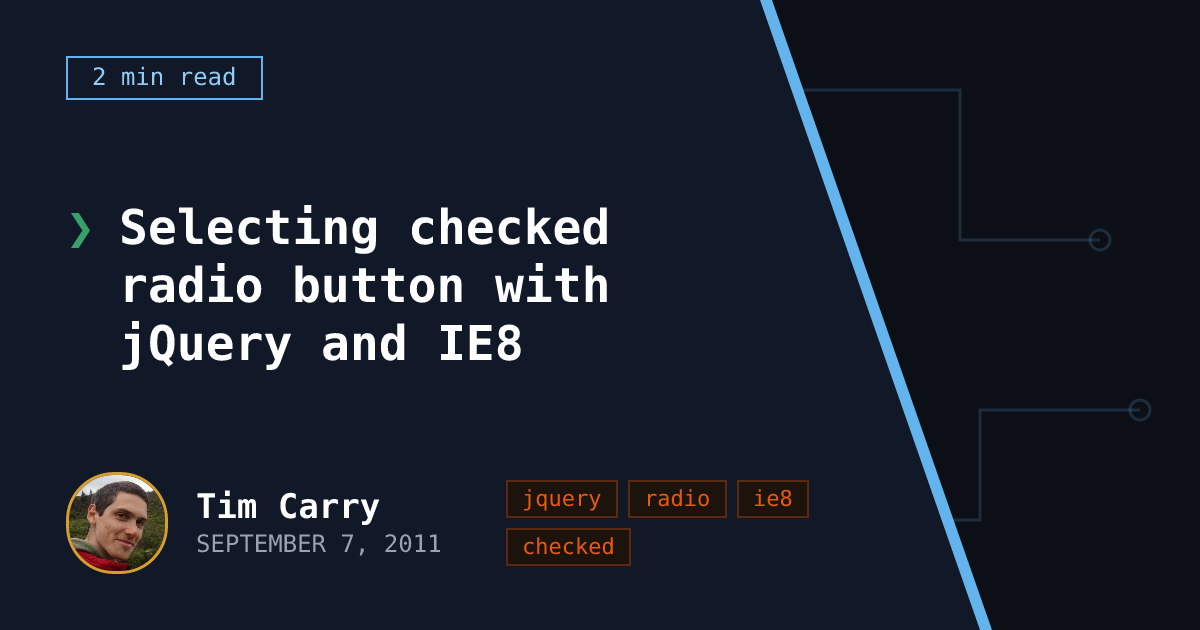 2 min read
❯ Selecting checked
radio button with
jQuery and IE8
Tim Carry
SEPTEMBER 7, 2011
jquery radio ie8
checked